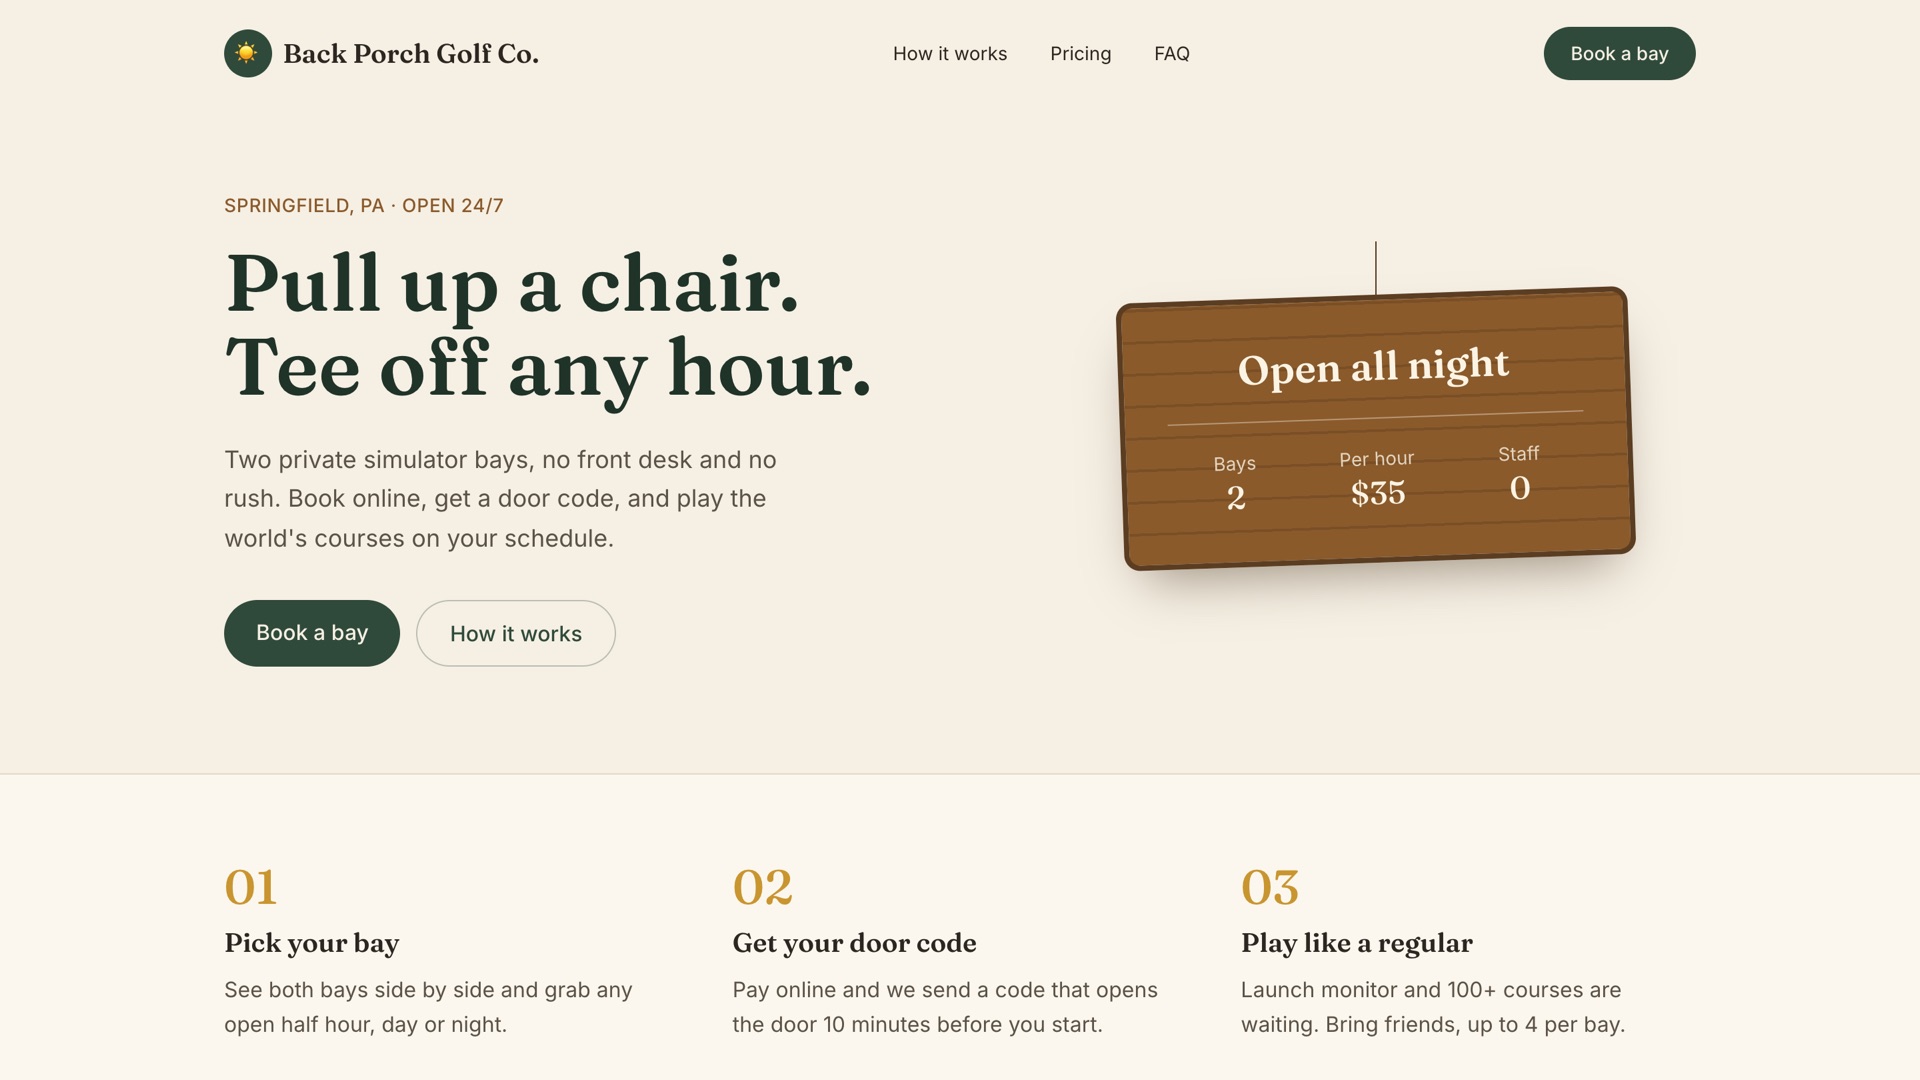 Back Porch Golf Co.
How it works
Pricing
FAQ
Book a bay
SPRINGFIELD, PA · OPEN 24/7
Pull up a chair.
Tee off any hour.
Two private simulator bays, no front desk and no
rush. Book online, get a door code, and play the
world's courses on your schedule.
Book a bay
How it works
Open all night
Bays
2
Per hour
$35
Staff
0
01
Pick your bay
See both bays side by side and grab any
open half hour, day or night.
02
Get your door code
Pay online and we send a code that opens
the door 10 minutes before you start.
03
Play like a regular
Launch monitor and 100+ courses are
waiting. Bring friends, up to 4 per bay.